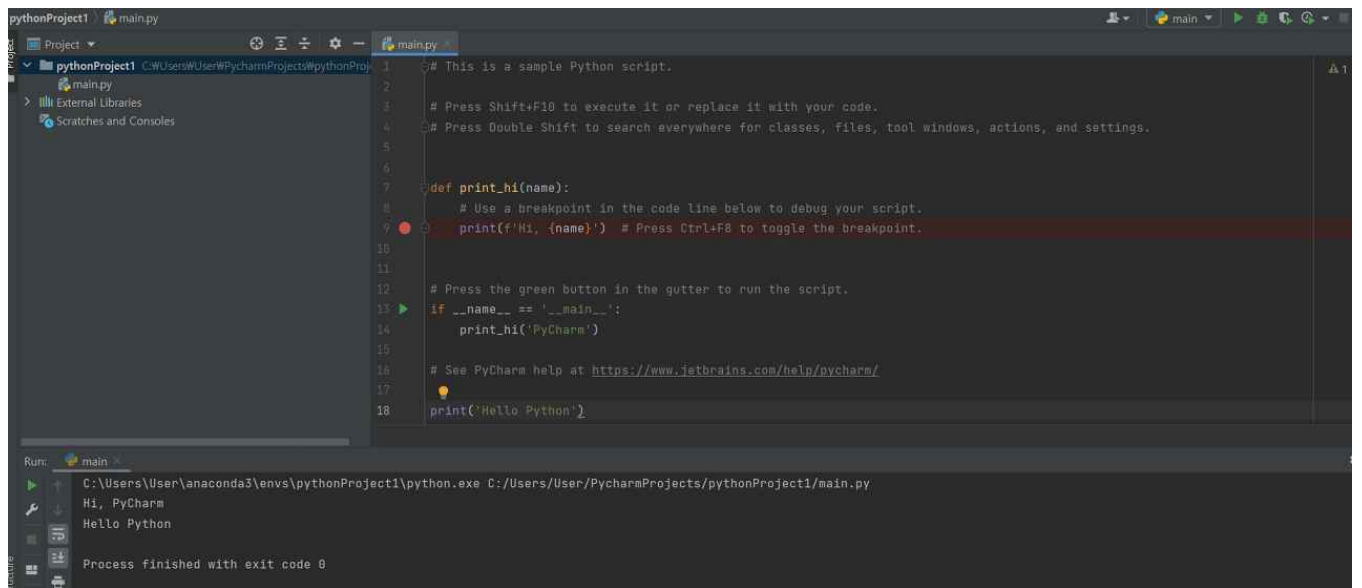 pythonProject1 main.py
main
Project
main.py
pythonProject1 C:₩Users₩User₩PycharmProjects₩pythonProj
main.py
External Libraries
Scratches and Consoles
1 # This is a sample Python script.
1
2
3 # Press Shift+F10 to execute it or replace it with your code.
4 # Press Double Shift to search everywhere for classes, files, tool windows, actions, and settings.
5
6
7 def print_hi(name):
8 # Use a breakpoint in the code line below to debug your script.
9 print(f'Hi, {name}')  # Press Ctrl+F8 to toggle the breakpoint.
10
11
12 # Press the green button in the gutter to run the script.
13 if __name__ == '__main__':
14 print_hi('PyCharm')
15
16 # See PyCharm help at https://www.jetbrains.com/help/pycharm/
17
18 print('Hello Python')
Run: main
C:\Users\User\anaconda3\envs\pythonProject1\python.exe C:/Users/User/PycharmProjects/pythonProject1/main.py
Hi, PyCharm
Hello Python
Process finished with exit code 0